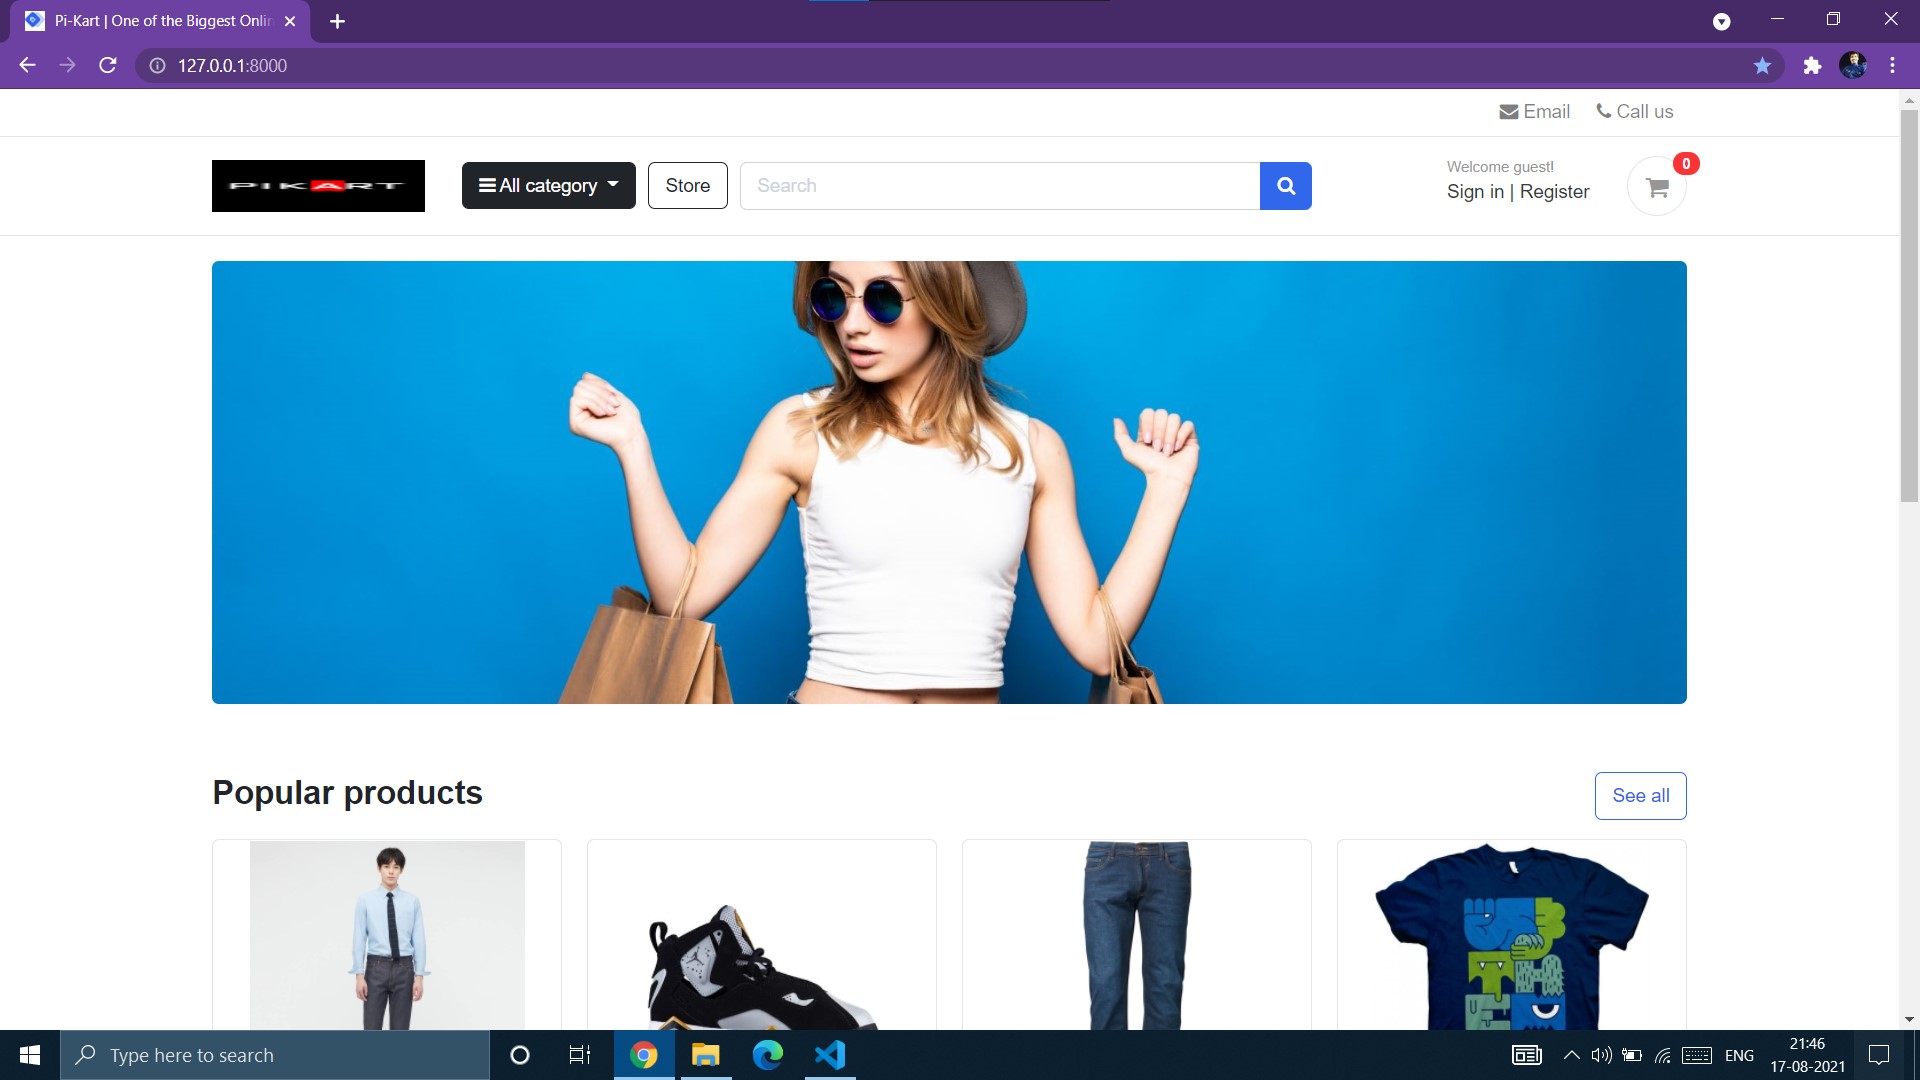 Pi-Kart | One of the Biggest Onlin
127.0.0.1:8000
Email
Call us
PIKART
All category
Store
Search
Welcome guest!
Sign in | Register
0
Popular products
See all
Type here to search
ENG
21:46
17-08-2021